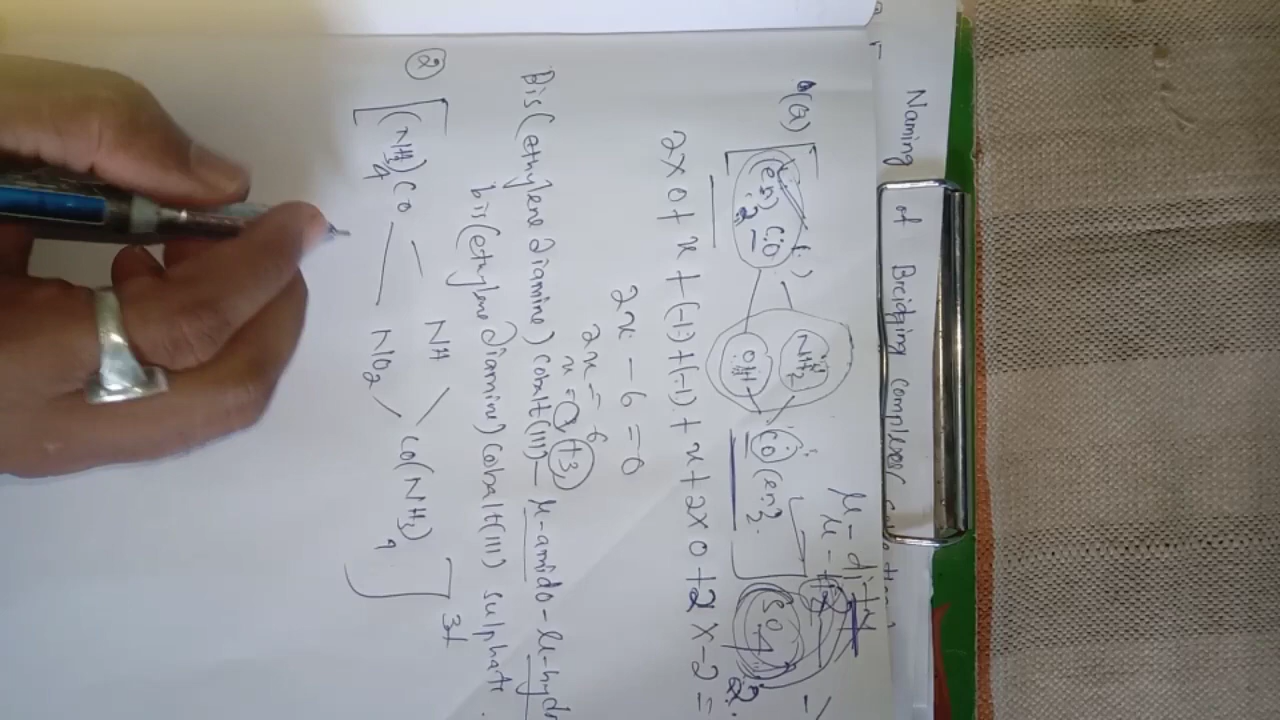 Naming of Bridging Complexes
μ-di
μ-
(a) [(en)2 Co NH2 OH Co(en)2] (SO4)2
2x0+x+(-1)+(-1)+x+2x0+2x-2=
2x-6=0
2x=6
x= +3
Bis(ethylene diamine) cobalt(III)-μ-amido-μ-hydr
bis(ethylene diamine) cobalt(III) sulphate.
② [(NH3)4 Co NH NO2 Co(NH3)4]3+